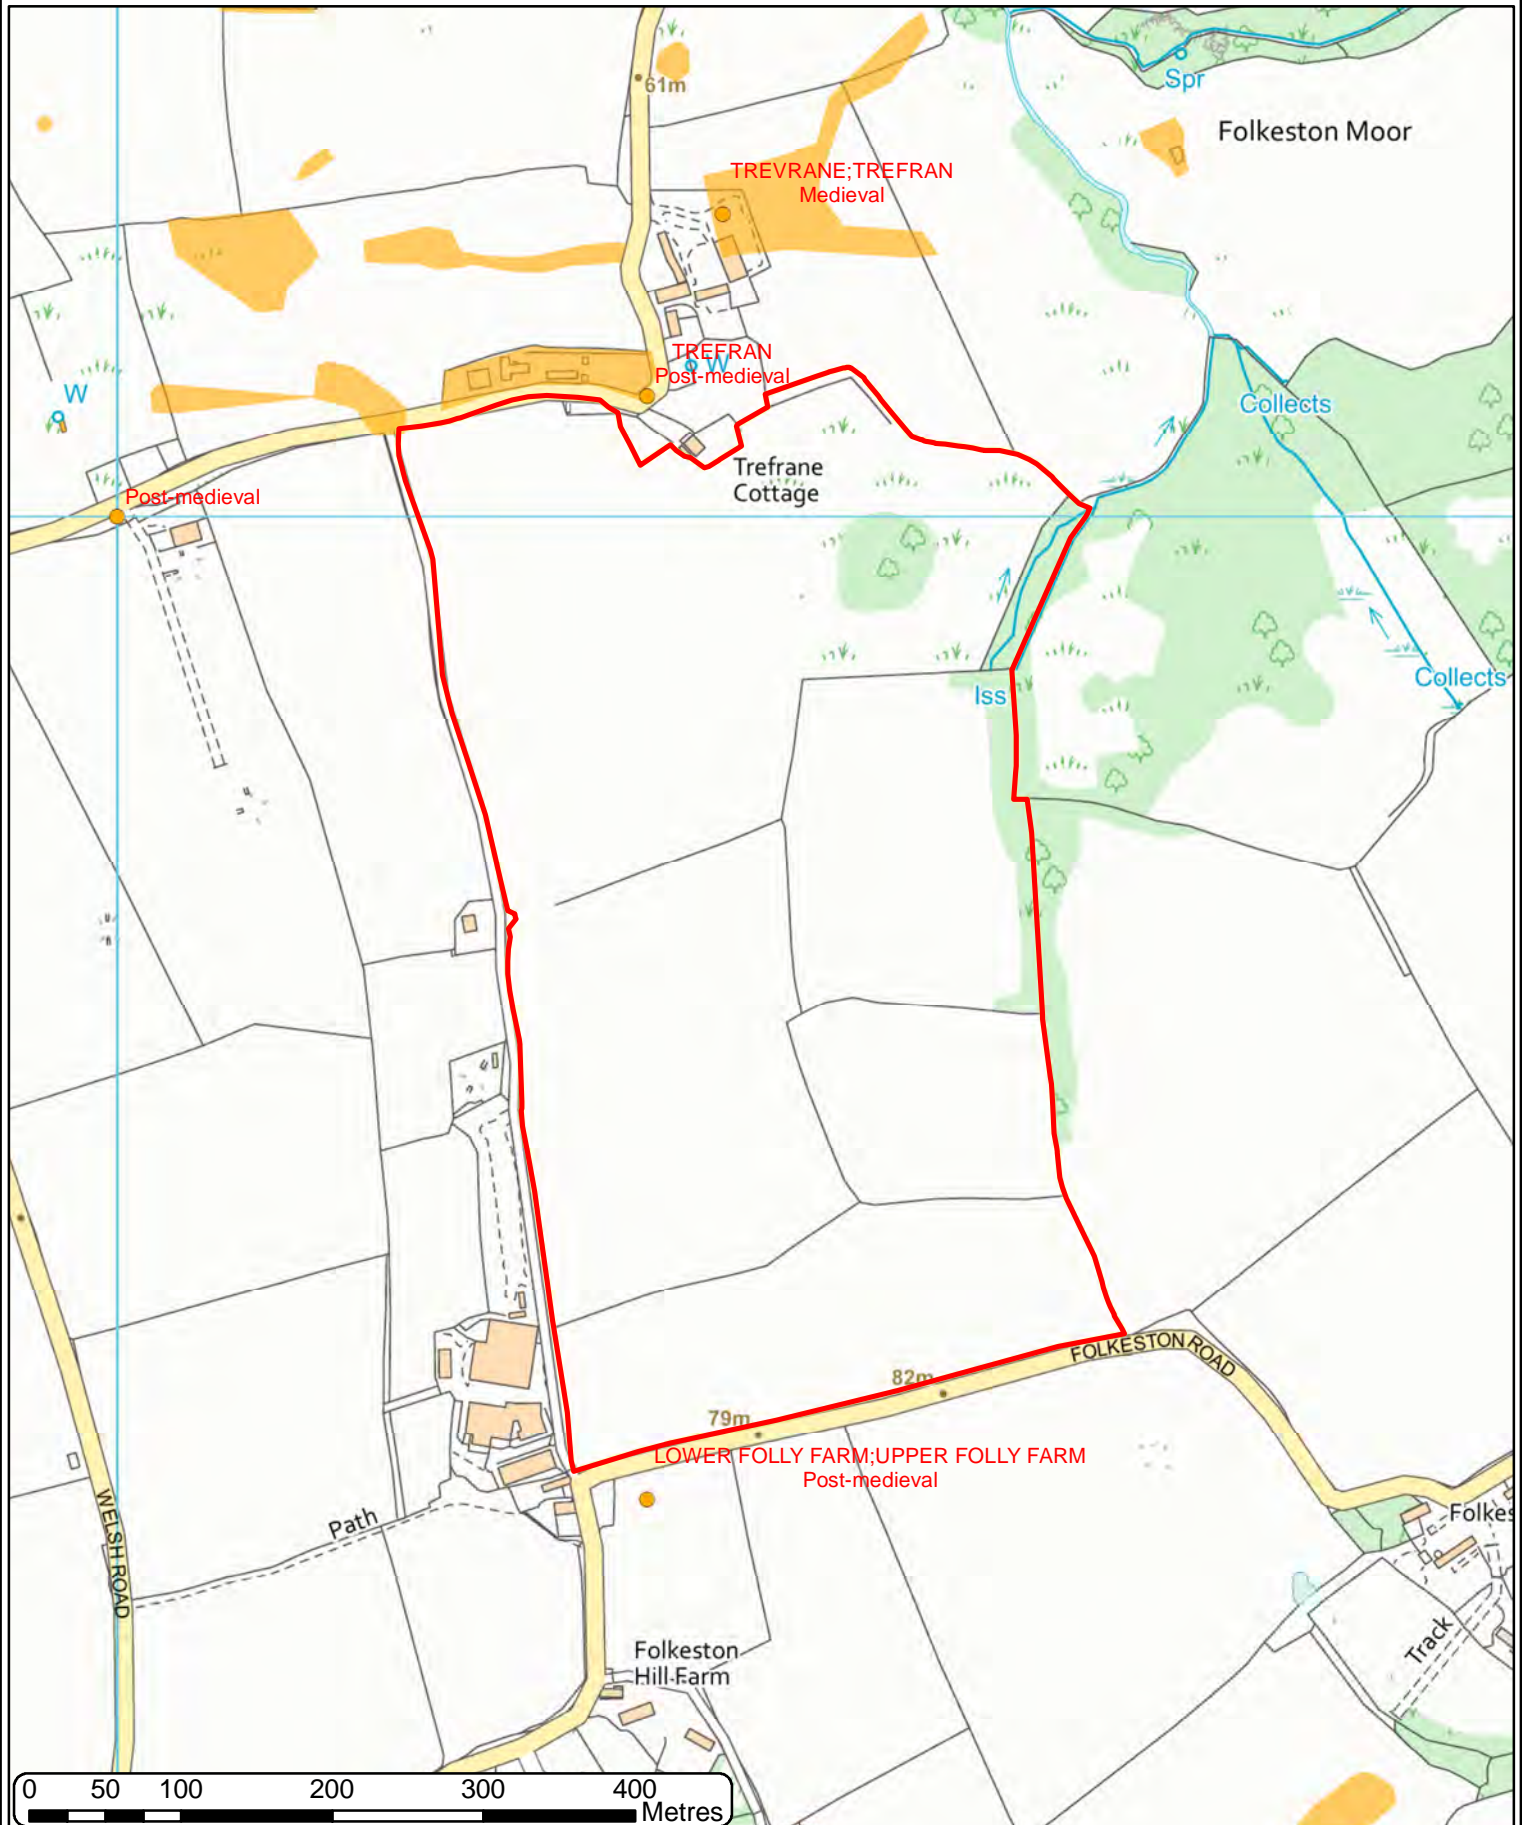 61m
Spr
Folkeston Moor
TREVRANE;TREFRAN
Medieval
TREFRAN
W
Post-medieval
W
Collects
Trefrane
Cottage
Post-medieval
Iss
Collects
FOLKESTON ROAD
82m
79m
LOWER FOLLY FARM;UPPER FOLLY FARM
Post-medieval
WELSH ROAD
Path
Folkes
Track
Folkeston
Hill Farm
0 50 100 200 300 400
Metres